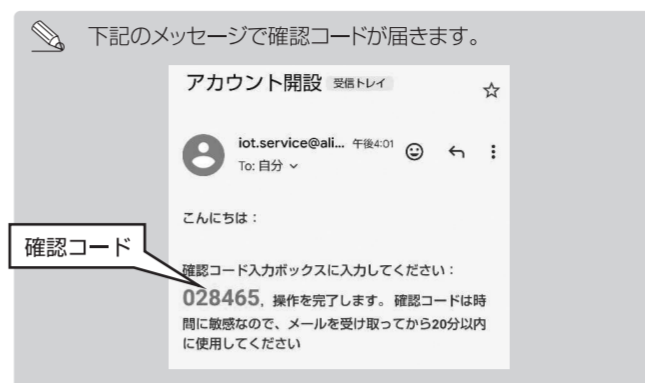 下記のメッセージで確認コードが届きます。
アカウント開設 受信トレイ
iot.service@ali... 午後4:01
To: 自分
こんにちは：
確認コード
確認コード入力ボックスに入力してください：
028465, 操作を完了します。 確認コードは時
間に敏感なので、メールを受け取ってから20分以内
に使用してください